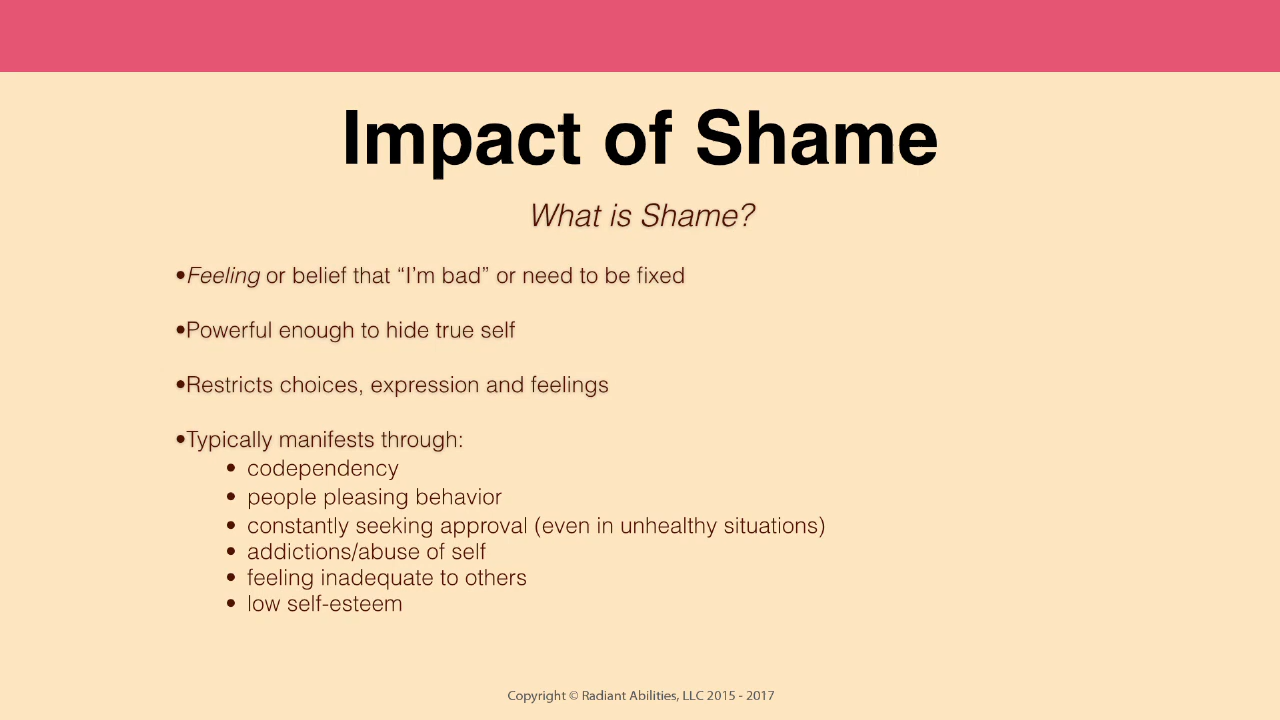 Impact of Shame
What is Shame?
•Feeling or belief that “I’m bad” or need to be fixed
•Powerful enough to hide true self
•Restricts choices, expression and feelings
•Typically manifests through:
• codependency
• people pleasing behavior
• constantly seeking approval (even in unhealthy situations)
• addictions/abuse of self
• feeling inadequate to others
• low self-esteem
Copyright © Radiant Abilities, LLC 2015 - 2017